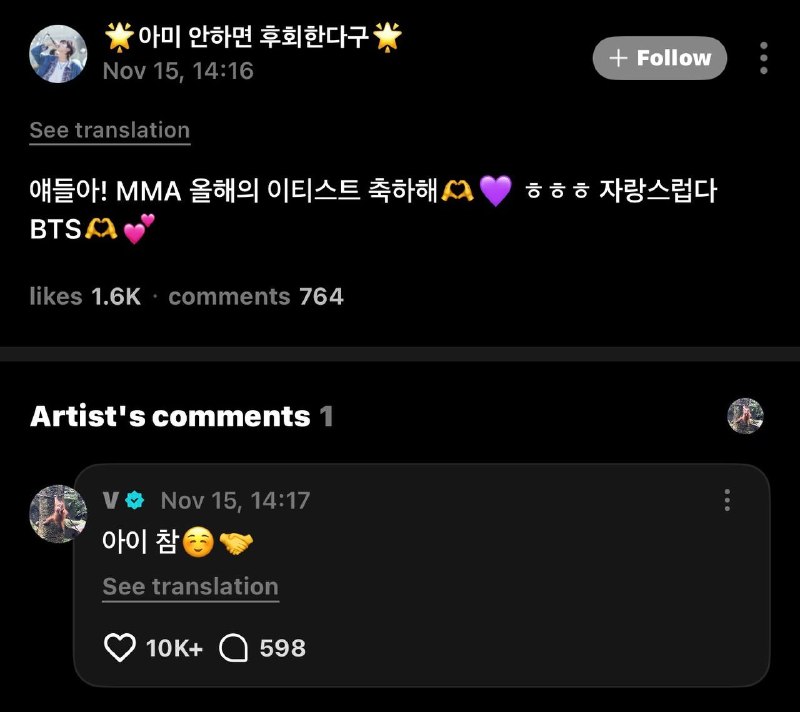 🌟아미 안하면 후회한다구🌟
Nov 15, 14:16
+ Follow
See translation
얘들아! MMA 올해의 이티스트 축하해🫶💜 ㅎㅎㅎ 자랑스럽다
BTS🫶💕
likes 1.6K · comments 764
Artist's comments 1
V Nov 15, 14:17
아이 참☺️🤝
See translation
10K+ 598